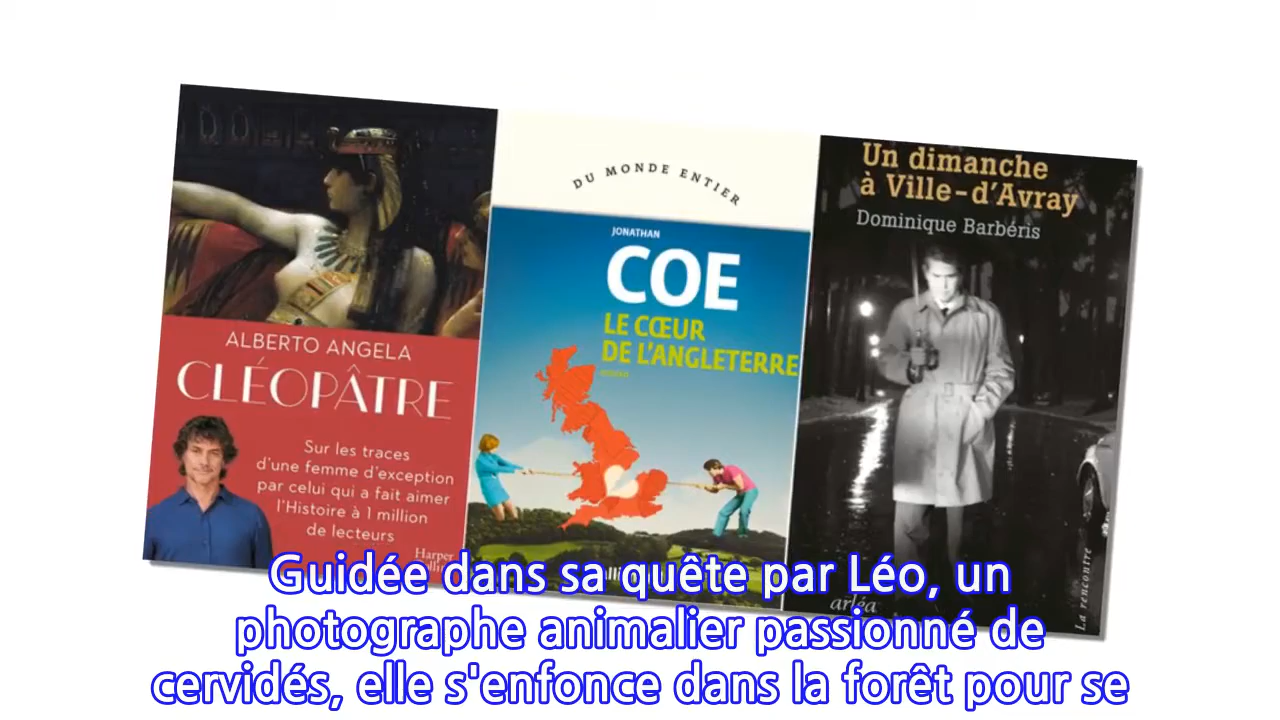 ALBERTO ANGELA
CLÉOPÂTRE
Sur les traces
d'une femme d'exception
par celui qui a fait aimer
l'Histoire à 1 million
de lecteurs
Harper
DU MONDE ENTIER
JONATHAN
COE
LE CŒUR
DE L'ANGLETERRE
roman
Un dimanche
à Ville-d'Avray
Dominique Barbéris
arléa
La rencontre
Guidée dans sa quête par Léo, un
photographe animalier passionné de
cervidés, elle s'enfonce dans la forêt pour se